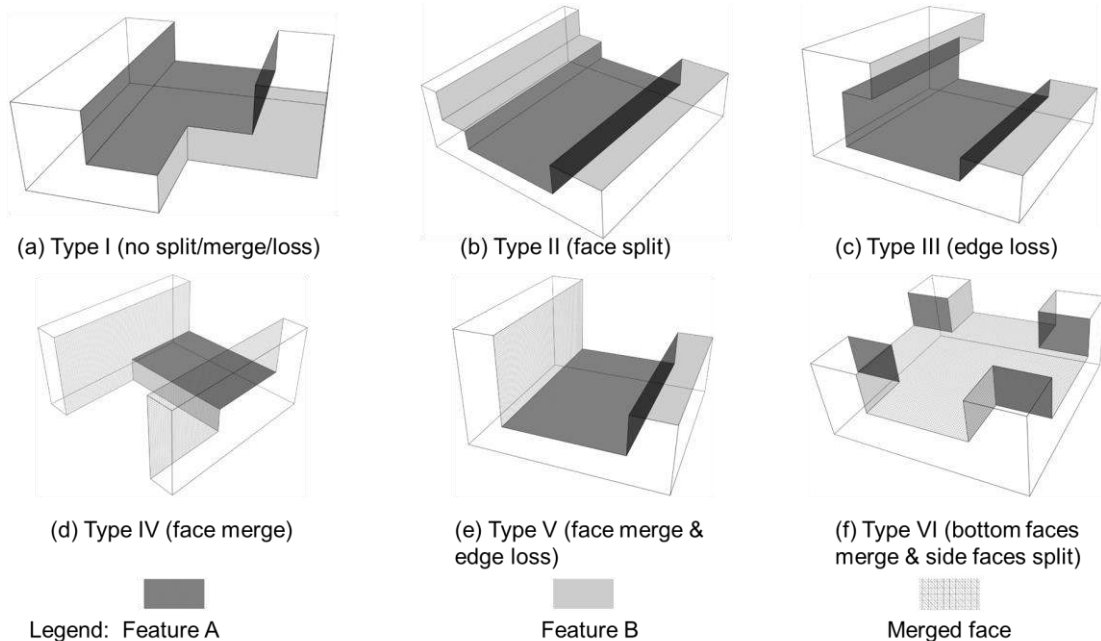 (a) Type I (no split/merge/loss)
(b) Type II (face split)
(c) Type III (edge loss)
(d) Type IV (face merge)
(e) Type V (face merge &
edge loss)
(f) Type VI (bottom faces
merge & side faces split)
Legend: Feature A
Feature B
Merged face